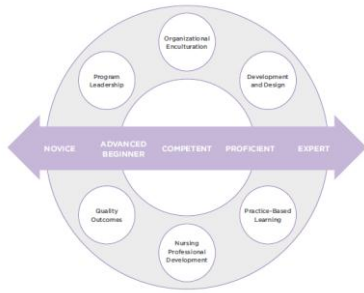 Organizational
Enculturation
Program
Leadership
Development
and Design
NOVICE
ADVANCED
BEGINNER
COMPETENT
PROFICIENT
EXPERT
Quality
Outcomes
Practice-Based
Learning
Nursing
Professional
Development